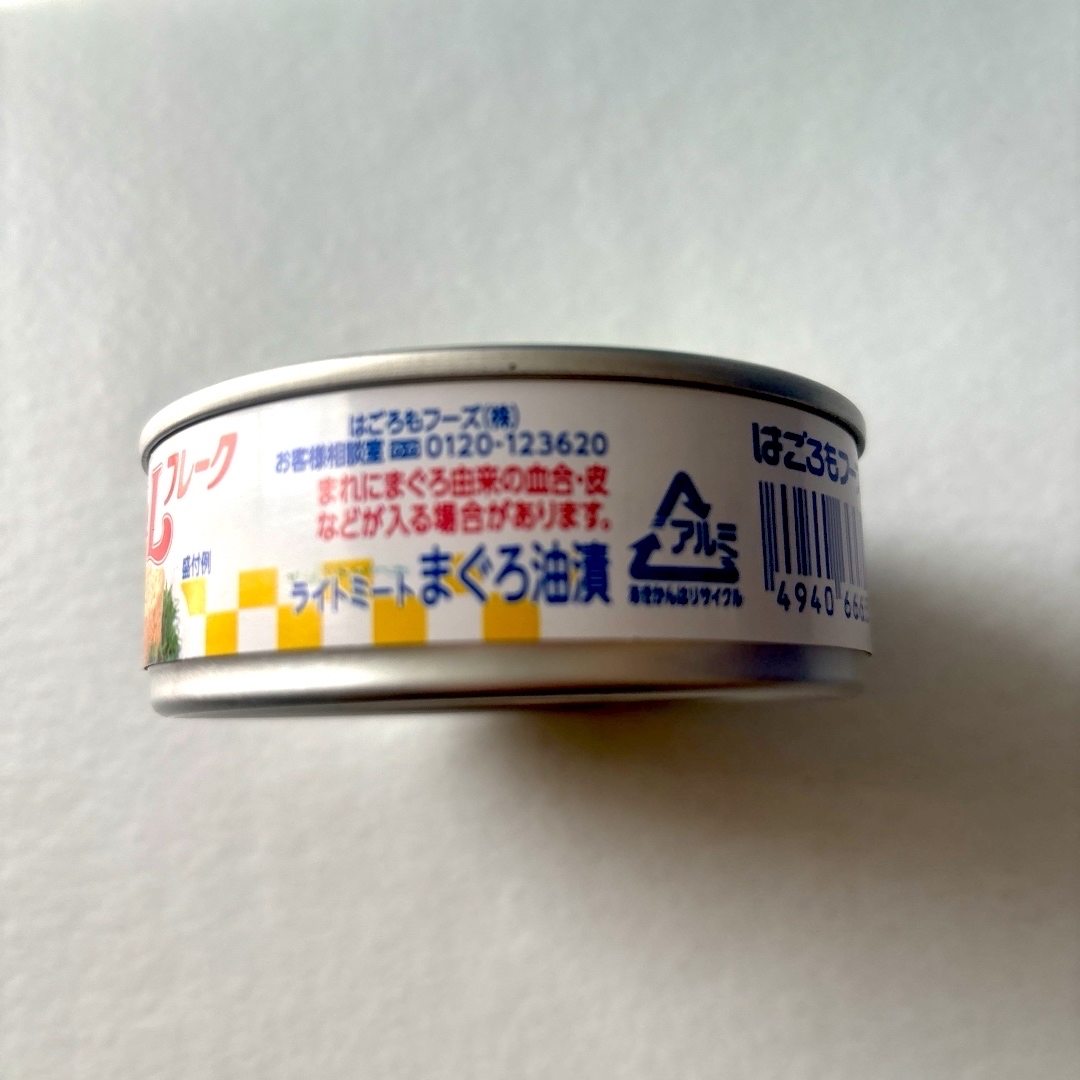 L フレーク
盛付例
はごろもフーズ(株)
お客様相談室 0120-123620
まれにまぐろ由来の血合・皮
などが入る場合があります。
ライトミートまぐろ油漬
アルミ
あきかんはリサイクル
はごろもフー
4940 66